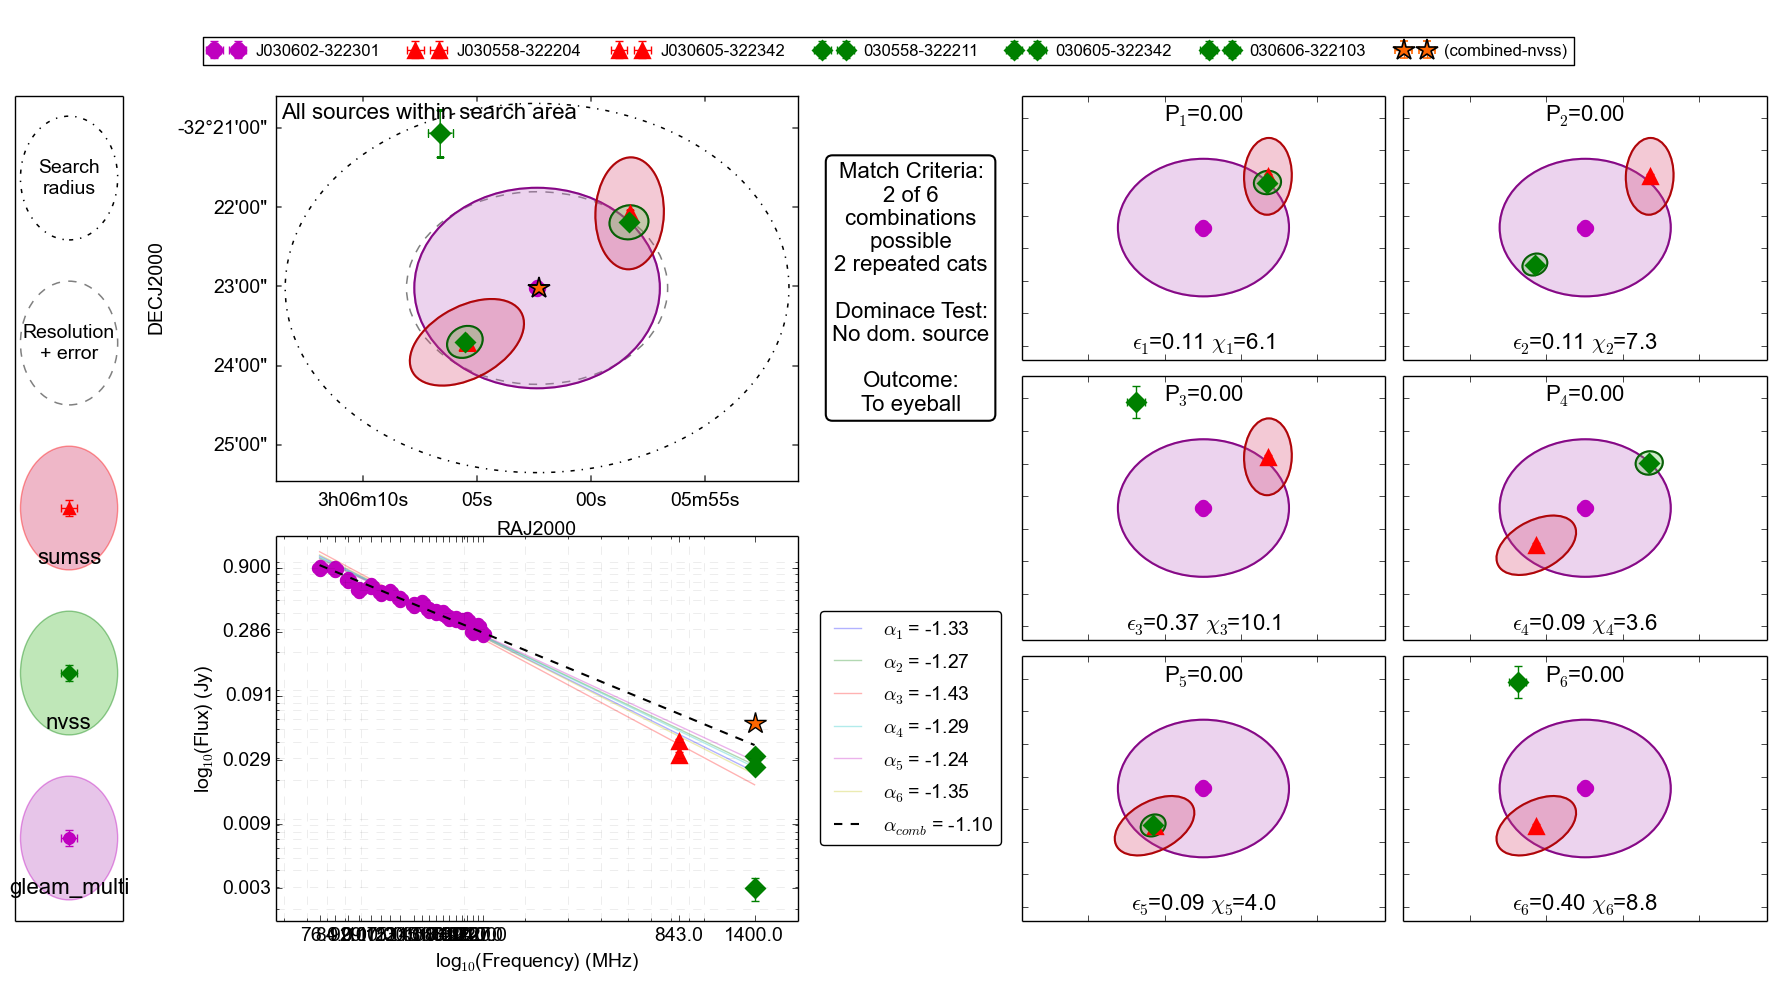 J030602-322301 J030558-322204 J030605-322342 030558-322211 030605-322342 030606-322103 (combined-nvss)
Search
radius
Resolution
+ error
sumss
nvss
gleam_multi
All sources within search area
DECJ2000
-32°21'00"
22'00"
23'00"
24'00"
25'00"
3h06m10s 05s 00s 05m55s
RAJ2000
Match Criteria:
2 of 6
combinations
possible
2 repeated cats
Dominace Test:
No dom. source
Outcome:
To eyeball
log10(Flux) (Jy)
0.900
0.286
0.091
0.029
0.009
0.003
843.0 1400.0
log10(Frequency) (MHz)
α1 = -1.33
α2 = -1.27
α3 = -1.43
α4 = -1.29
α5 = -1.24
α6 = -1.35
αcomb = -1.10
P1=0.00
ϵ1=0.11 χ1=6.1
P2=0.00
ϵ2=0.11 χ2=7.3
P3=0.00
ϵ3=0.37 χ3=10.1
P4=0.00
ϵ4=0.09 χ4=3.6
P5=0.00
ϵ5=0.09 χ5=4.0
P6=0.00
ϵ6=0.40 χ6=8.8